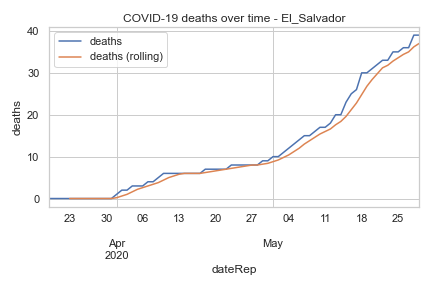 COVID-19 deaths over time - El_Salvador
deaths
deaths (rolling)
deaths
40
30
20
10
0
23 30 06 13 20 27 04 11 18 25
Apr May
2020
dateRep